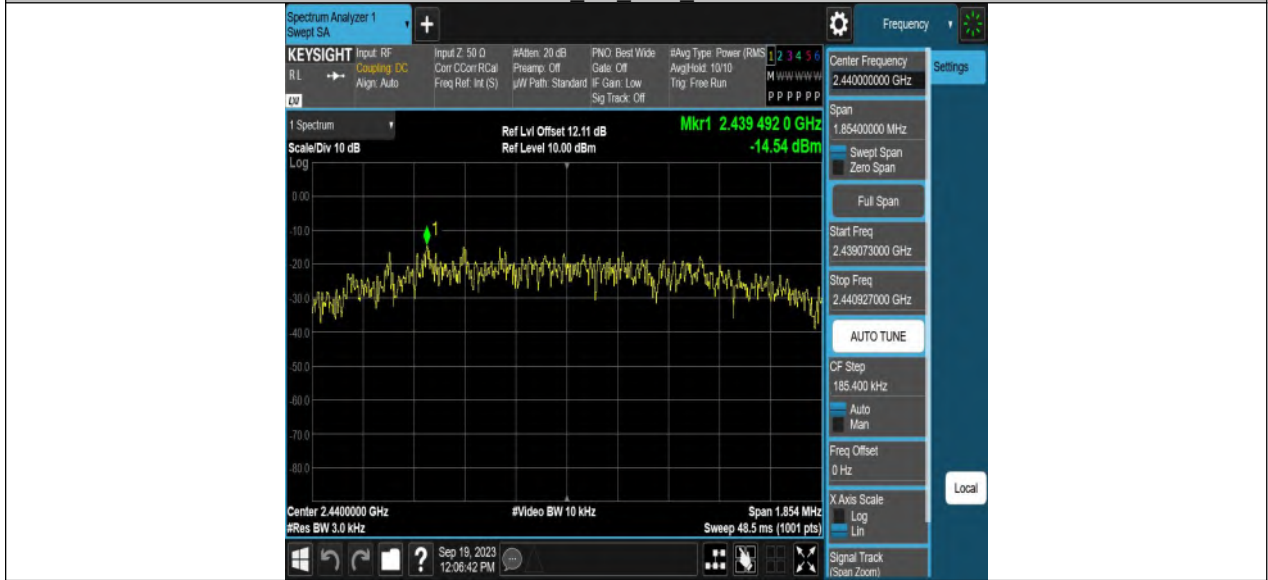 Spectrum Analyzer 1
Swept SA
+
Frequency
KEYSIGHT
RL
LXI
Input: RF
Coupling: DC
Align: Auto
Input Z: 50 Ω
Corr CCorr RCal
Freq Ref: Int (S)
#Atten: 20 dB
Preamp: Off
µW Path: Standard
PNO: Best Wide
Gate: Off
IF Gain: Low
Sig Track: Off
#Avg Type: Power (RMS
Avg|Hold: 10/10
Trig: Free Run
1 2 3 4 5 6
M W W W W W
P P P P P P
1 Spectrum
Scale/Div 10 dB
Ref Lvl Offset 12.11 dB
Ref Level 10.00 dBm
Mkr1 2.439 492 0 GHz
-14.54 dBm
Log
0.00
-10.0
-20.0
-30.0
-40.0
-50.0
-60.0
-70.0
-80.0
1
Center 2.4400000 GHz
#Res BW 3.0 kHz
#Video BW 10 kHz
Span 1.854 MHz
Sweep 48.5 ms (1001 pts)
Center Frequency
2.440000000 GHz
Settings
Span
1.85400000 MHz
Swept Span
Zero Span
Full Span
Start Freq
2.439073000 GHz
Stop Freq
2.440927000 GHz
AUTO TUNE
CF Step
185.400 kHz
Auto
Man
Freq Offset
0 Hz
X Axis Scale
Log
Lin
Local
Signal Track
(Span Zoom)
?
Sep 19, 2023
12:06:42 PM